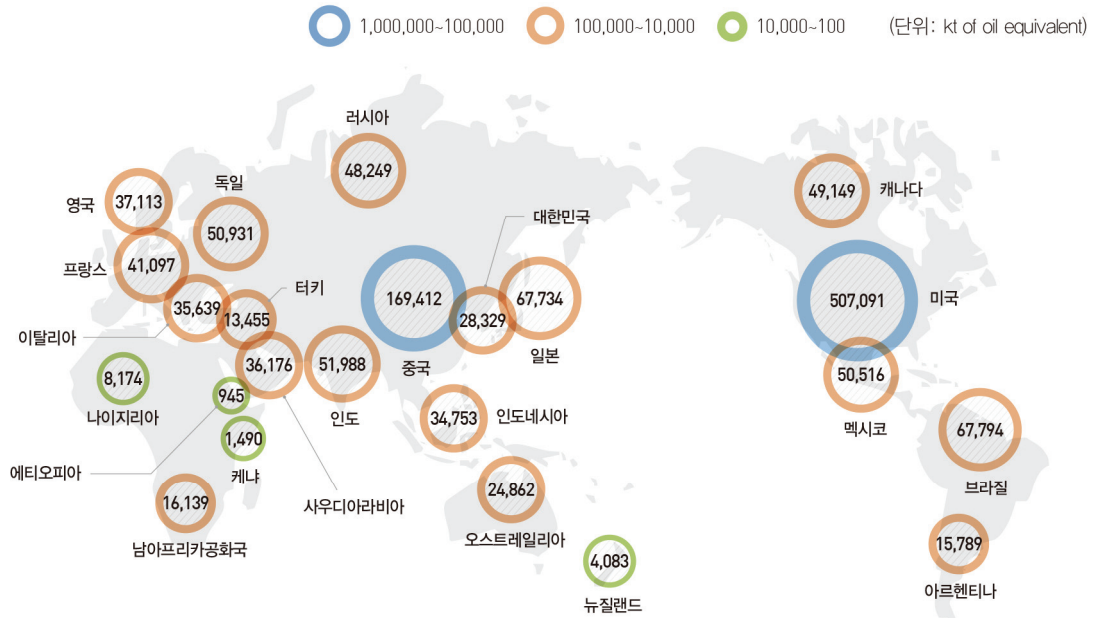 1,000,000~100,000 100,000~10,000 10,000~100 (단위: kt of oil equivalent)
러시아
48,249
독일
50,931
영국
37,113
프랑스
41,097
이탈리아
35,639
터키
13,455
대한민국
28,329
67,734
일본
169,412
중국
36,176
사우디아라비아
51,988
인도
8,174
나이지리아
945
에티오피아
1,490
케냐
16,139
남아프리카공화국
34,753
인도네시아
24,862
오스트레일리아
4,083
뉴질랜드
49,149
캐나다
507,091
미국
50,516
멕시코
67,794
브라질
15,789
아르헨티나